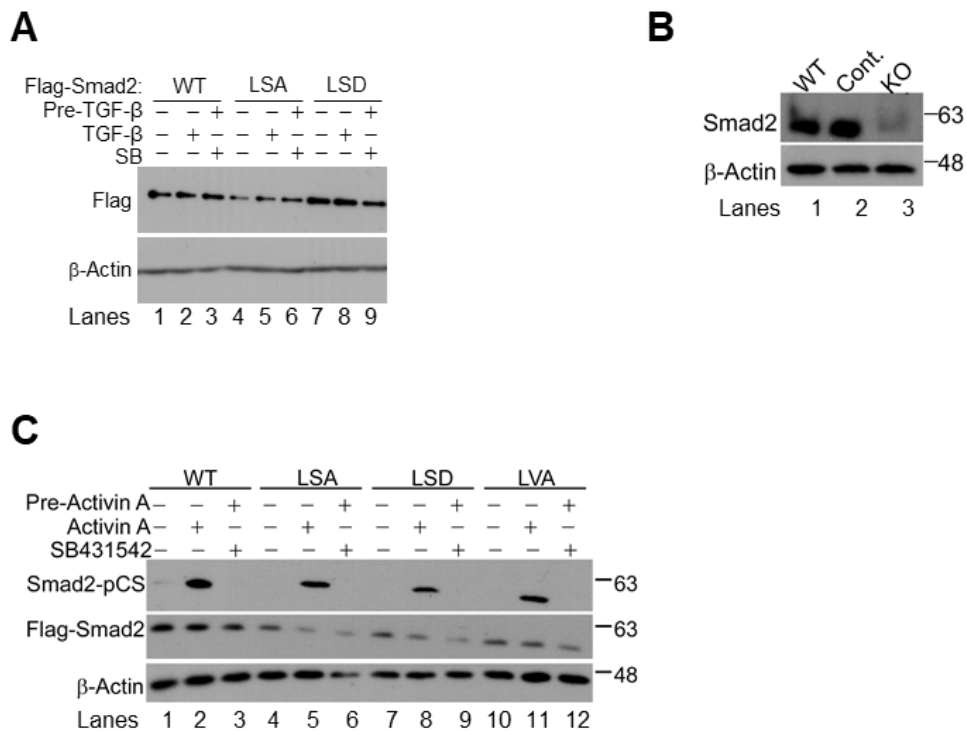 A
Flag-Smad2: WT LSA LSD
Pre-TGF-β – – + – – + – – +
TGF-β – + – – + – – + –
SB – – + – – + – – +
Flag
β-Actin
Lanes 1 2 3 4 5 6 7 8 9
B
WT Cont. KO
Smad2 –63
β-Actin –48
Lanes 1 2 3
C
WT LSA LSD LVA
Pre-Activin A – – + – – + – – + – – +
Activin A – + – – + – – + – – + –
SB431542 – – + – – + – – + – – +
Smad2-pCS –63
Flag-Smad2 –63
β-Actin –48
Lanes 1 2 3 4 5 6 7 8 9 10 11 12